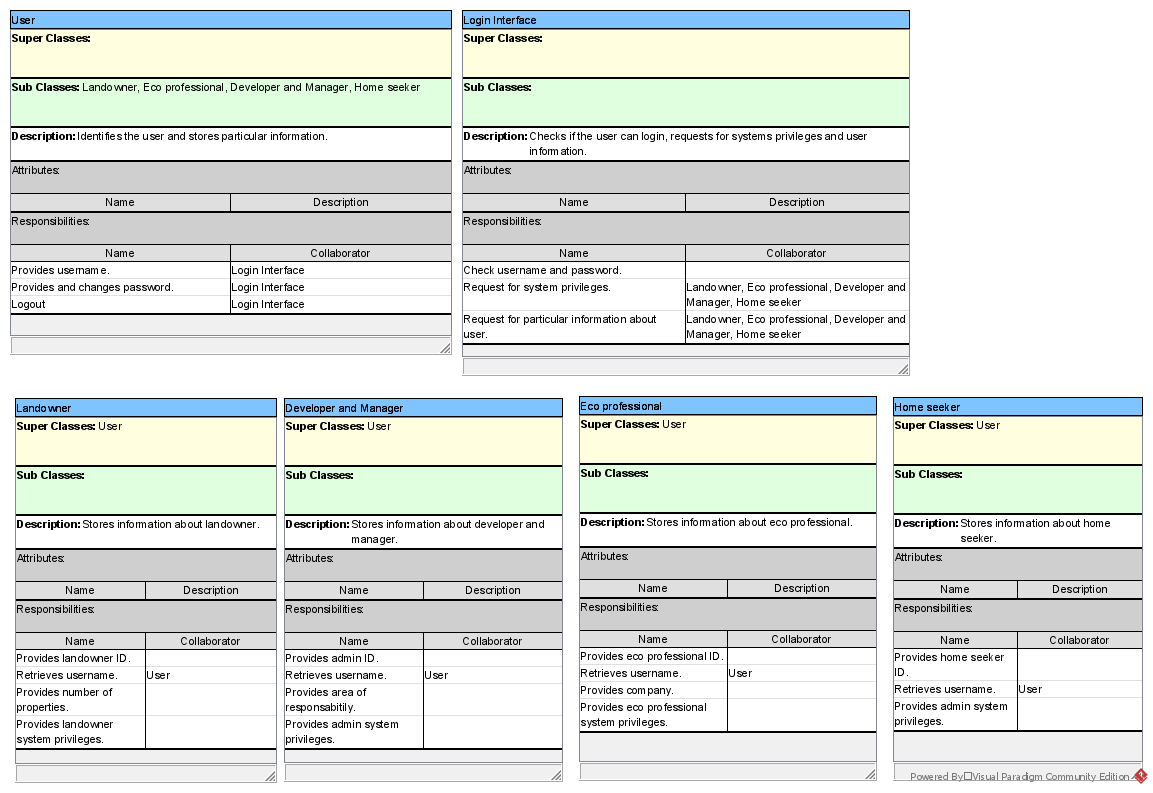 User
Super Classes:
Sub Classes: Landowner, Eco professional, Developer and Manager, Home seeker
Description: Identifies the user and stores particular information.
Attributes:
Name Description
Responsibilities:
Name Collaborator
Provides username. Login Interface
Provides and changes password. Login Interface
Logout Login Interface
Login Interface
Super Classes:
Sub Classes:
Description: Checks if the user can login, requests for systems privileges and user
information.
Attributes:
Name Description
Responsibilities:
Name Collaborator
Check username and password.
Request for system privileges. Landowner, Eco professional, Developer and
Manager, Home seeker
Request for particular information about Landowner, Eco professional, Developer and
user. Manager, Home seeker
Landowner
Super Classes: User
Sub Classes:
Description: Stores information about landowner.
Attributes:
Name Description
Responsibilities:
Name Collaborator
Provides landowner ID.
Retrieves username. User
Provides number of
properties.
Provides landowner
system privileges.
Developer and Manager
Super Classes: User
Sub Classes:
Description: Stores information about developer and
manager.
Attributes:
Name Description
Responsibilities:
Name Collaborator
Provides admin ID.
Retrieves username. User
Provides area of
responsabitily.
Provides admin system
privileges.
Eco professional
Super Classes: User
Sub Classes:
Description: Stores information about eco professional.
Attributes:
Name Description
Responsibilities:
Name Collaborator
Provides eco professional ID.
Retrieves username. User
Provides company.
Provides eco professional
system privileges.
Home seeker
Super Classes: User
Sub Classes:
Description: Stores information about home
seeker.
Attributes:
Name Description
Responsibilities:
Name Collaborator
Provides home seeker
ID.
Retrieves username. User
Provides admin system
privileges.
Powered By□Visual Paradigm Community Edition